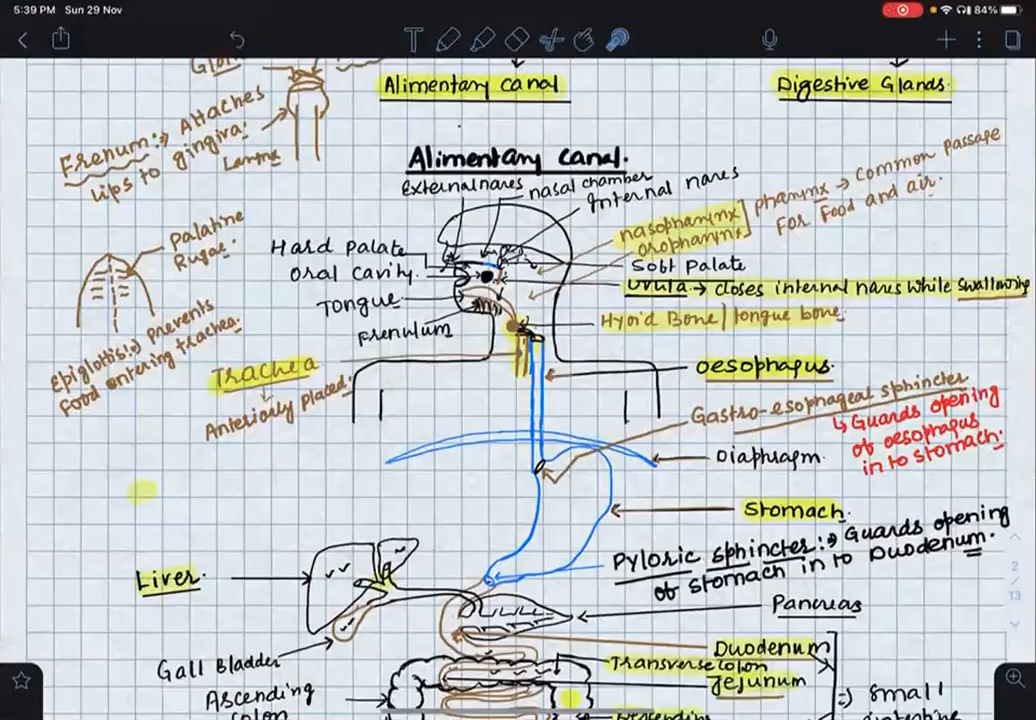 5:39 PM Sun 29 Nov
84%
Alimentary canal
Digestive Glands
Frenum:→ Attaches
Lips to gingiva:
Larynx
Alimentary canal.
External nares
nasal chamber
Internal nares
nasopharynx
oropharynx
pharynx → Common Passage
For Food and air.
Hard Palate
Oral Cavity.
Tongue
Frenulum
Soft Palate
Uvula → closes internal nares while swallowing
Hyoid Bone/tongue bone.
Palatine
Rugae.
Epiglottis:→ Prevents
Food entering trachea.
Trachea
Anteriorly placed.
oesophagus.
Gastro-esophageal sphincter
↳ Guards opening
of oesophagus
in to stomach.
Diaphragm.
Stomach.
Pyloric sphincter:→ Guards opening
of stomach in to Duodenum.
Liver.
Pancreas
Gall Bladder
Duodenum
Transverse colon
Jejunum
Ascending
colon
:) Small
2
13